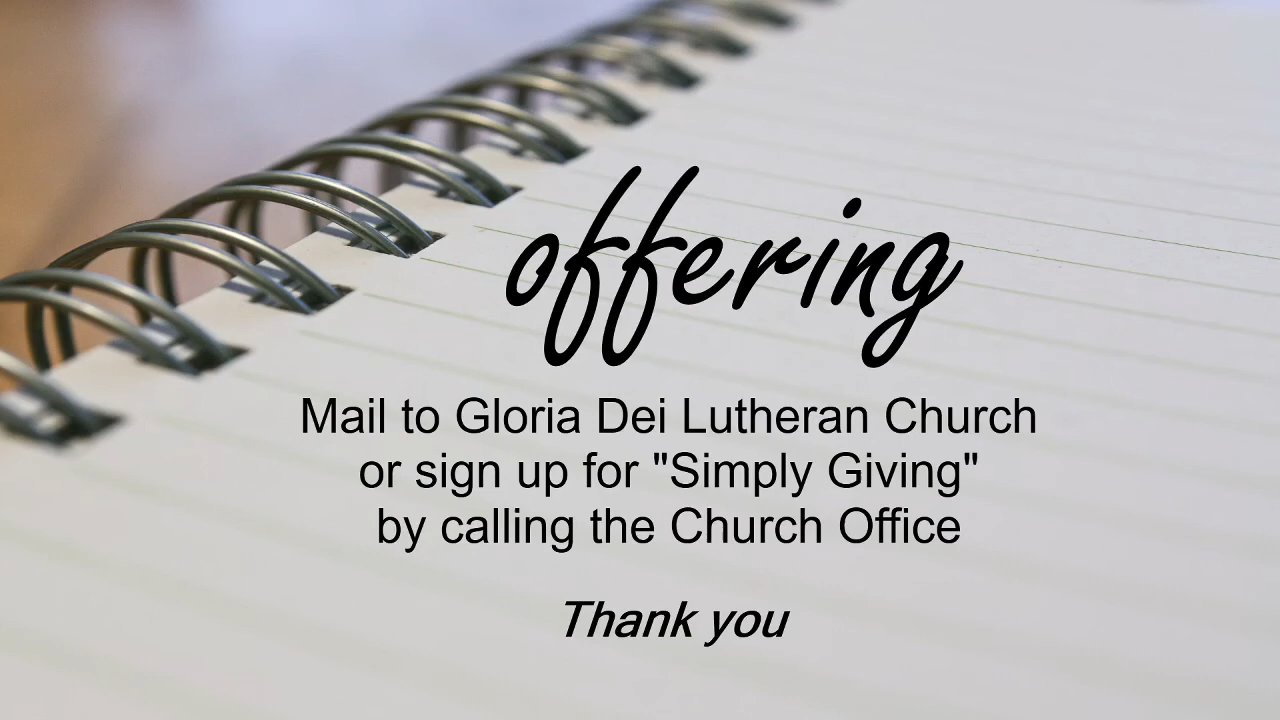 offering
Mail to Gloria Dei Lutheran Church
or sign up for "Simply Giving"
by calling the Church Office
Thank you